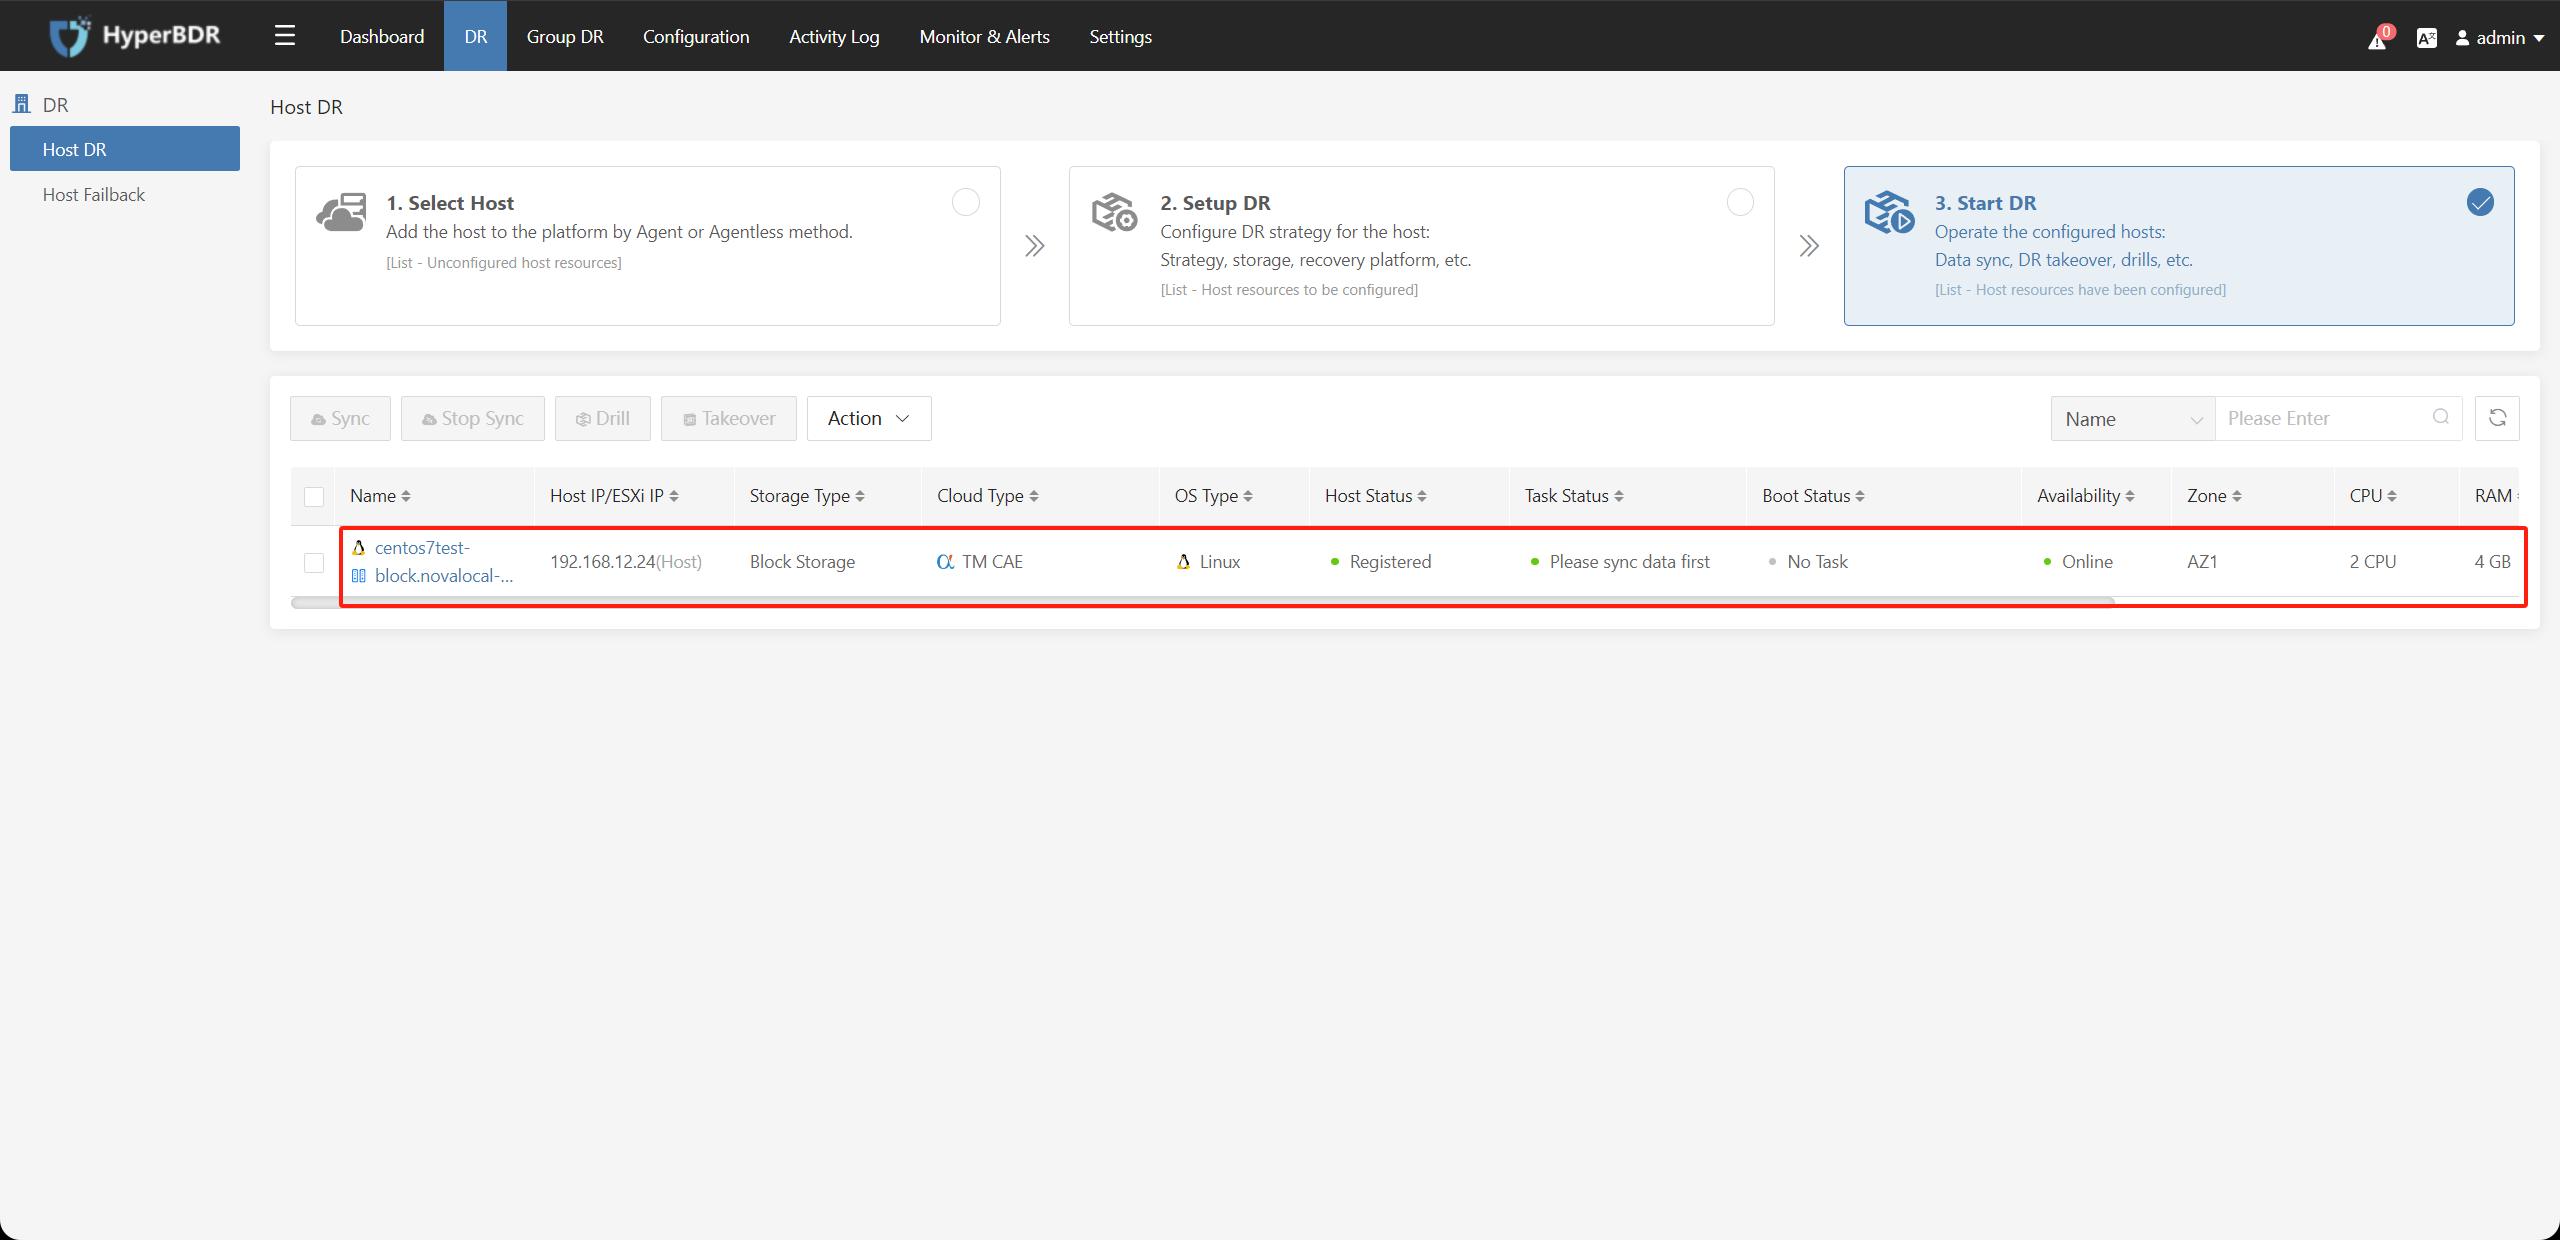 HyperBDR
Dashboard
DR
Group DR
Configuration
Activity Log
Monitor & Alerts
Settings
0
admin
DR
Host DR
Host Failback
Host DR
1. Select Host
Add the host to the platform by Agent or Agentless method.
[List - Unconfigured host resources]
2. Setup DR
Configure DR strategy for the host:
Strategy, storage, recovery platform, etc.
[List - Host resources to be configured]
3. Start DR
Operate the configured hosts:
Data sync, DR takeover, drills, etc.
[List - Host resources have been configured]
Sync
Stop Sync
Drill
Takeover
Action
Name
Please Enter
Name
Host IP/ESXi IP
Storage Type
Cloud Type
OS Type
Host Status
Task Status
Boot Status
Availability
Zone
CPU
RAM
centos7test-
block.novalocal-...
192.168.12.24(Host)
Block Storage
TM CAE
Linux
Registered
Please sync data first
No Task
Online
AZ1
2 CPU
4 GB